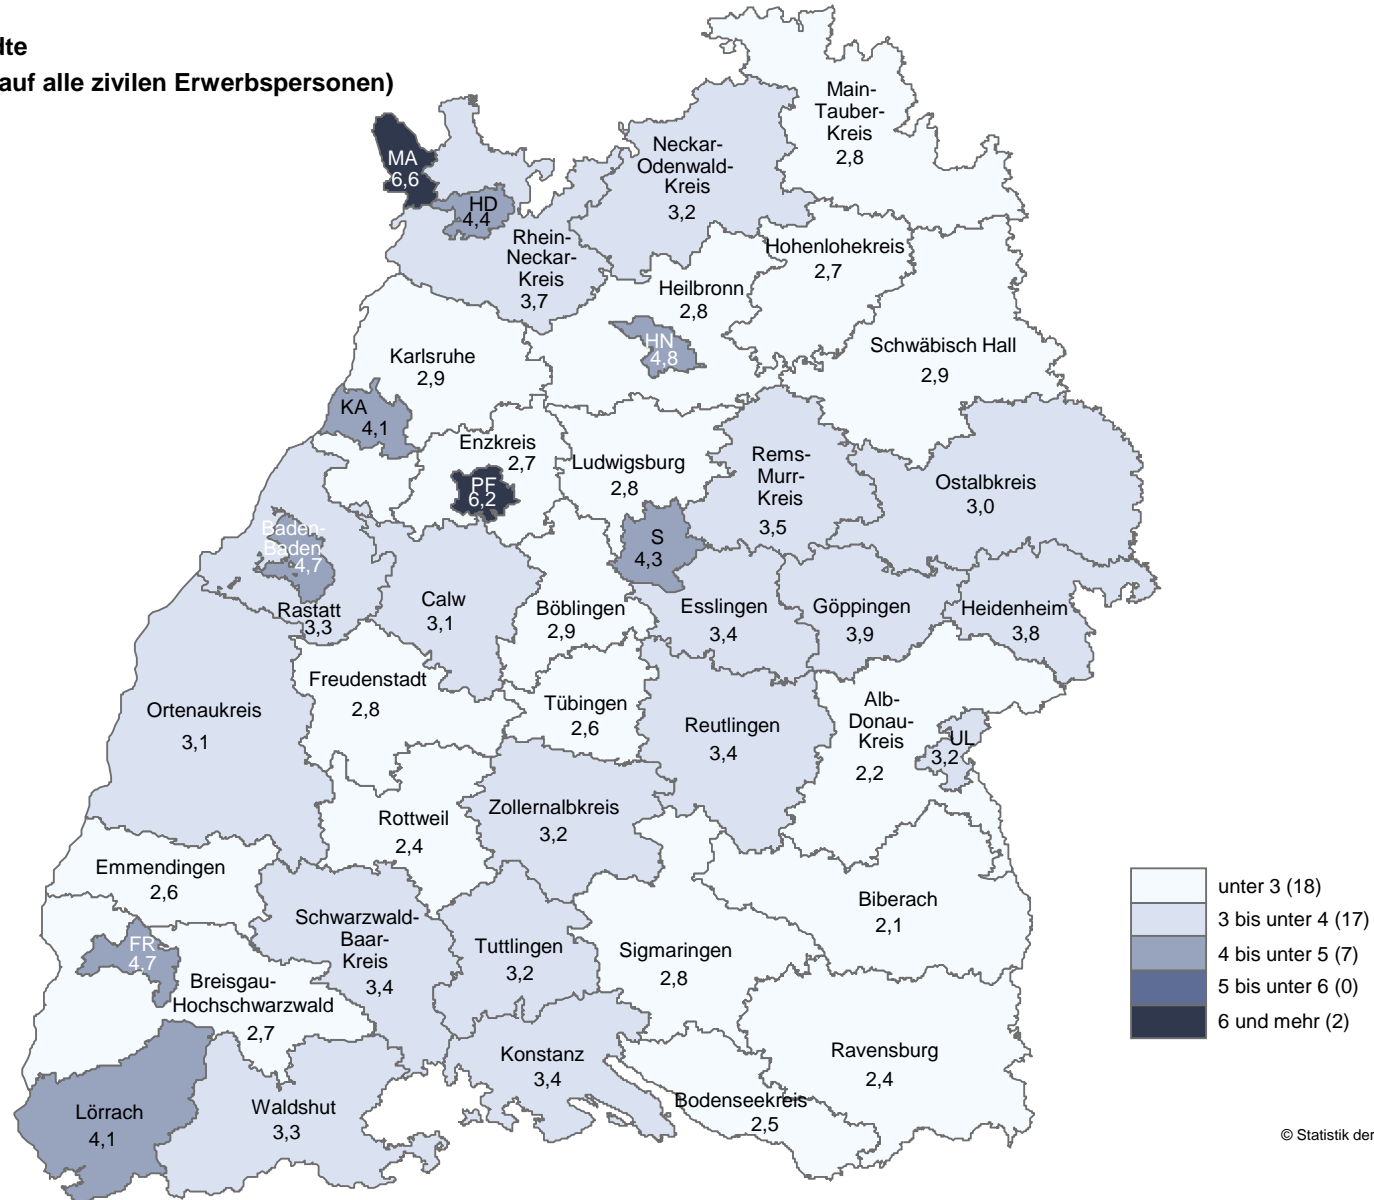 dte
auf alle zivilen Erwerbspersonen)
Main-
Tauber-
Kreis
2,8
MA
6,6
Neckar-
Odenwald-
Kreis
3,2
HD
4,4
Rhein-
Neckar-
Kreis
3,7
Hohenlohekreis
2,7
Heilbronn
2,8
HN
4,8
Schwäbisch Hall
2,9
Karlsruhe
2,9
KA
4,1
Enzkreis
2,7
PF
6,2
Ludwigsburg
2,8
Rems-
Murr-
Kreis
3,5
Ostalbkreis
3,0
Baden-
Baden
4,7
S
4,3
Rastatt
3,3
Calw
3,1
Böblingen
2,9
Esslingen
3,4
Göppingen
3,9
Heidenheim
3,8
Freudenstadt
2,8
Ortenaukreis
3,1
Tübingen
2,6
Reutlingen
3,4
Alb-
Donau-
Kreis
2,2
UL
3,2
Rottweil
2,4
Zollernalbkreis
3,2
Emmendingen
2,6
Biberach
2,1
Schwarzwald-
Baar-
Kreis
3,4
FR
4,7
Tuttlingen
3,2
Sigmaringen
2,8
Breisgau-
Hochschwarzwald
2,7
Konstanz
3,4
Ravensburg
2,4
Lörrach
4,1
Waldshut
3,3
Bodenseekreis
2,5
unter 3 (18)
3 bis unter 4 (17)
4 bis unter 5 (7)
5 bis unter 6 (0)
6 und mehr (2)
© Statistik der